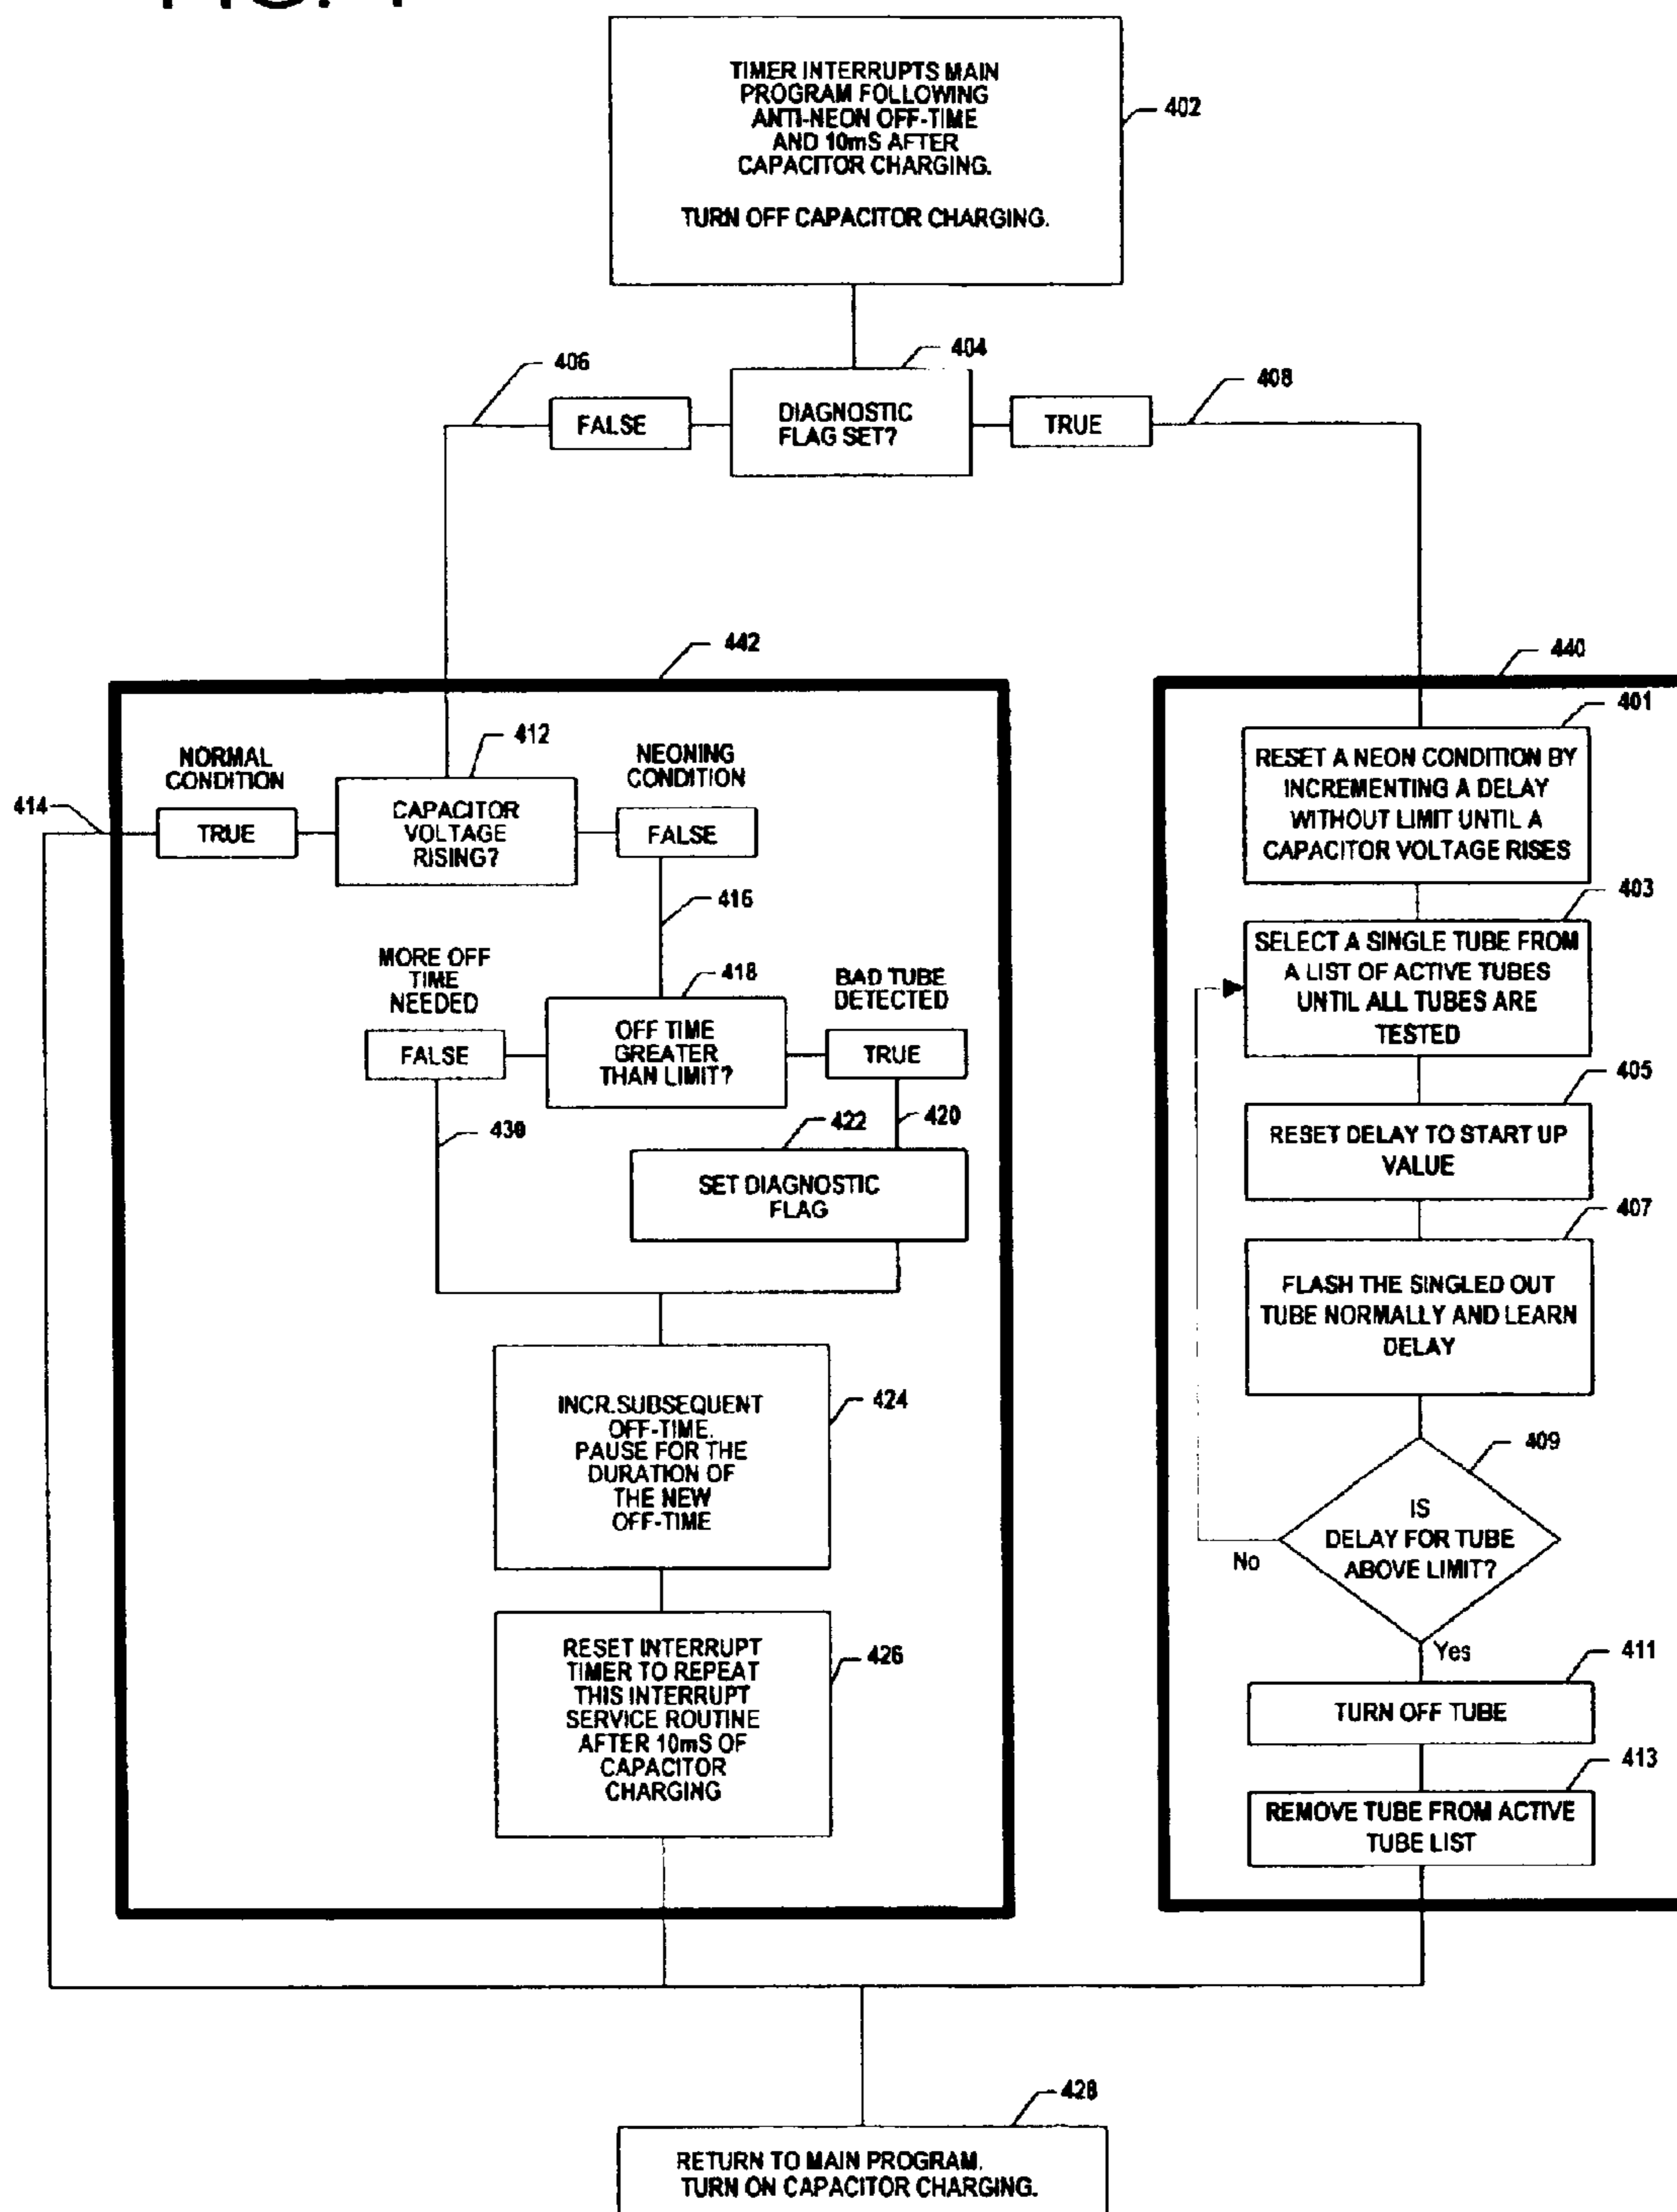 TIMER INTERRUPTS MAIN
PROGRAM FOLLOWING
ANTI-NEON OFF-TIME
AND 10mS AFTER
CAPACITOR CHARGING.
TURN OFF CAPACITOR CHARGING.
402
404
406
408
FALSE
DIAGNOSTIC
FLAG SET?
TRUE
442
NORMAL
CONDITION
412
NEONING
CONDITION
414
TRUE
CAPACITOR
VOLTAGE
RISING?
FALSE
416
MORE OFF
TIME
NEEDED
418
BAD TUBE
DETECTED
FALSE
OFF TIME
GREATER
THAN LIMIT?
TRUE
430
422
420
SET DIAGNOSTIC
FLAG
INCR.SUBSEQUENT
OFF-TIME.
PAUSE FOR THE
DURATION OF
THE NEW
OFF-TIME
424
RESET INTERRUPT
TIMER TO REPEAT
THIS INTERRUPT
SERVICE ROUTINE
AFTER 10mS OF
CAPACITOR
CHARGING
426
440
401
RESET A NEON CONDITION BY
INCREMENTING A DELAY
WITHOUT LIMIT UNTIL A
CAPACITOR VOLTAGE RISES
403
SELECT A SINGLE TUBE FROM
A LIST OF ACTIVE TUBES
UNTIL ALL TUBES ARE
TESTED
405
RESET DELAY TO START UP
VALUE
407
FLASH THE SINGLED OUT
TUBE NORMALLY AND LEARN
DELAY
409
IS
DELAY FOR TUBE
ABOVE LIMIT?
No
Yes
411
TURN OFF TUBE
413
REMOVE TUBE FROM ACTIVE
TUBE LIST
428
RETURN TO MAIN PROGRAM.
TURN ON CAPACITOR CHARGING.